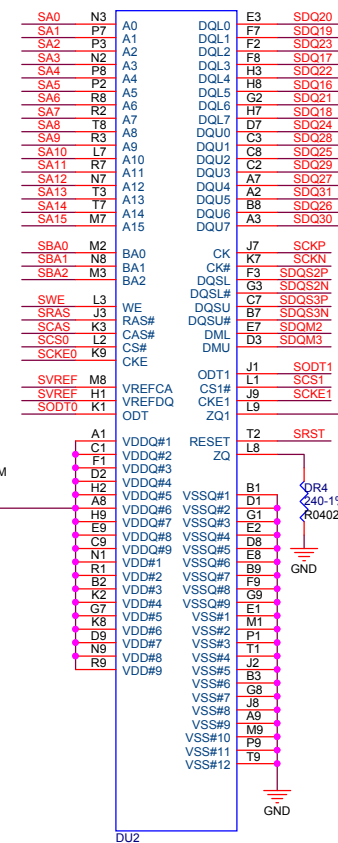 SA0 N3 A0 DQL0 E3 SDQ20
SA1 P7 A1 DQL1 F7 SDQ19
SA2 P3 A2 DQL2 F2 SDQ23
SA3 N2 A3 DQL3 F8 SDQ17
SA4 P8 A4 DQL4 H3 SDQ22
SA5 P2 A5 DQL5 H8 SDQ16
SA6 R8 A6 DQL6 G2 SDQ21
SA7 R2 A7 DQL7 H7 SDQ18
SA8 T8 A8 DQU0 D7 SDQ24
SA9 R3 A9 DQU1 C3 SDQ28
SA10 L7 A10 DQU2 C8 SDQ25
SA11 R7 A11 DQU3 C2 SDQ29
SA12 N7 A12 DQU4 A7 SDQ27
SA13 T3 A13 DQU5 A2 SDQ31
SA14 T7 A14 DQU6 B8 SDQ26
SA15 M7 A15 DQU7 A3 SDQ30
SBA0 M2 BA0 CK J7 SCKP
SBA1 N8 BA1 CK# K7 SCKN
SBA2 M3 BA2 DQSL F3 SDQS2P
DQSL# G3 SDQS2N
SWE L3 WE DQSU C7 SDQS3P
SRAS J3 RAS# DQSU# B7 SDQS3N
SCAS K3 CAS# DML E7 SDQM2
SCS0 L2 CS# DMU D3 SDQM3
SCKE0 K9 CKE
ODT1 J1 SODT1
SVREF M8 VREFCA CS1# L1 SCS1
SVREF H1 VREFDQ CKE1 J9 SCKE1
SODT0 K1 ODT ZQ1 L9
A1 VDDQ#1 RESET T2 SRST
C1 VDDQ#2 ZQ L8
F1 VDDQ#3
D2 VDDQ#4
H2 VDDQ#5 VSSQ#1 B1
A8 VDDQ#6 VSSQ#2 D1
H9 VDDQ#7 VSSQ#3 G1
E9 VDDQ#8 VSSQ#4 E2
C9 VDDQ#9 VSSQ#5 D8
N1 VDD#1 VSSQ#6 E8
R1 VDD#2 VSSQ#7 B9
B2 VDD#3 VSSQ#8 F9
K2 VDD#4 VSSQ#9 G9
G7 VDD#5 VSS#1 E1
K8 VDD#6 VSS#2 M1
D9 VDD#7 VSS#3 P1
N9 VDD#8 VSS#4 T1
R9 VDD#9 VSS#5 J2
VSS#6 B3
VSS#7 G8
VSS#8 J8
VSS#9 A9
VSS#10 M9
VSS#11 P9
VSS#12 T9
M
DR4
240-1%
R0402
GND
GND
DU2